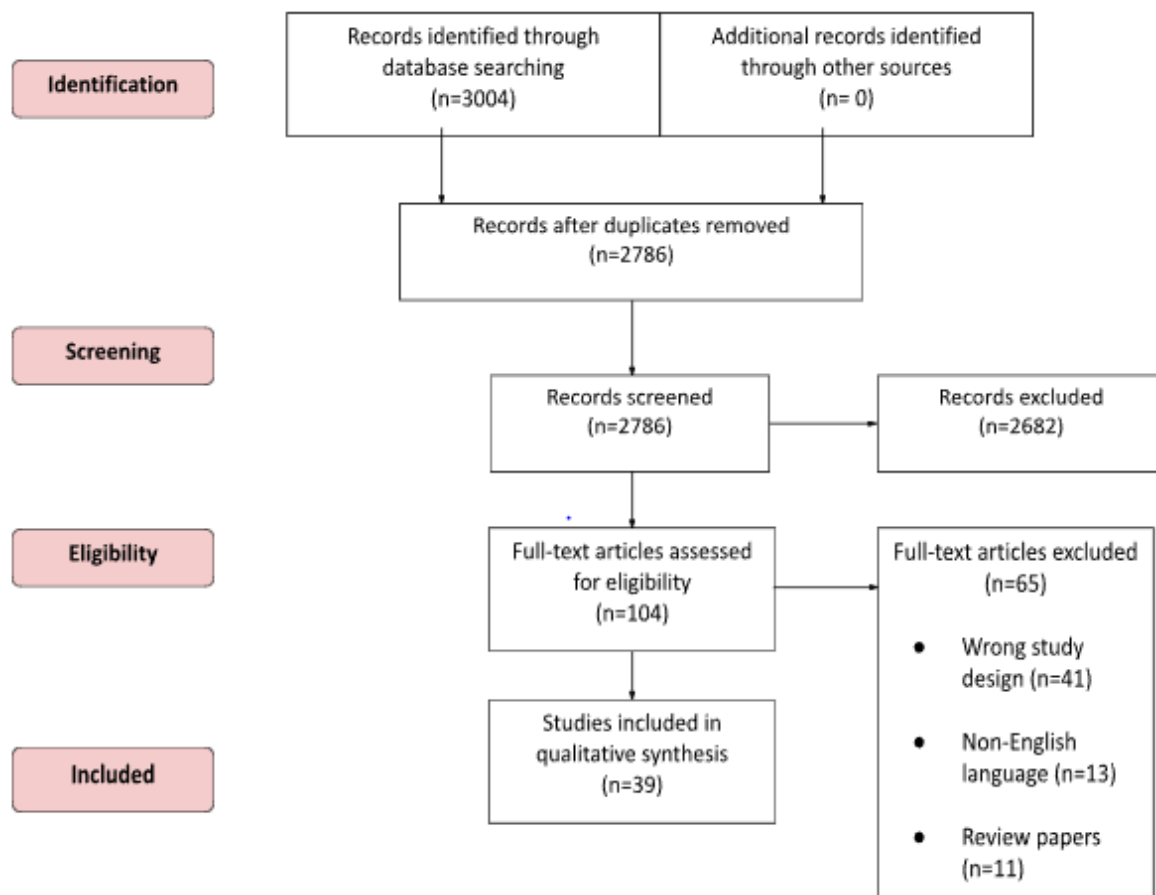 Identification
Records identified through
database searching
(n=3004)
Additional records identified
through other sources
(n= 0)
Records after duplicates removed
(n=2786)
Screening
Records screened
(n=2786)
Records excluded
(n=2682)
Eligibility
Full-text articles assessed
for eligibility
(n=104)
Full-text articles excluded
(n=65)
● Wrong study
design (n=41)
● Non-English
language (n=13)
● Review papers
(n=11)
Included
Studies included in
qualitative synthesis
(n=39)